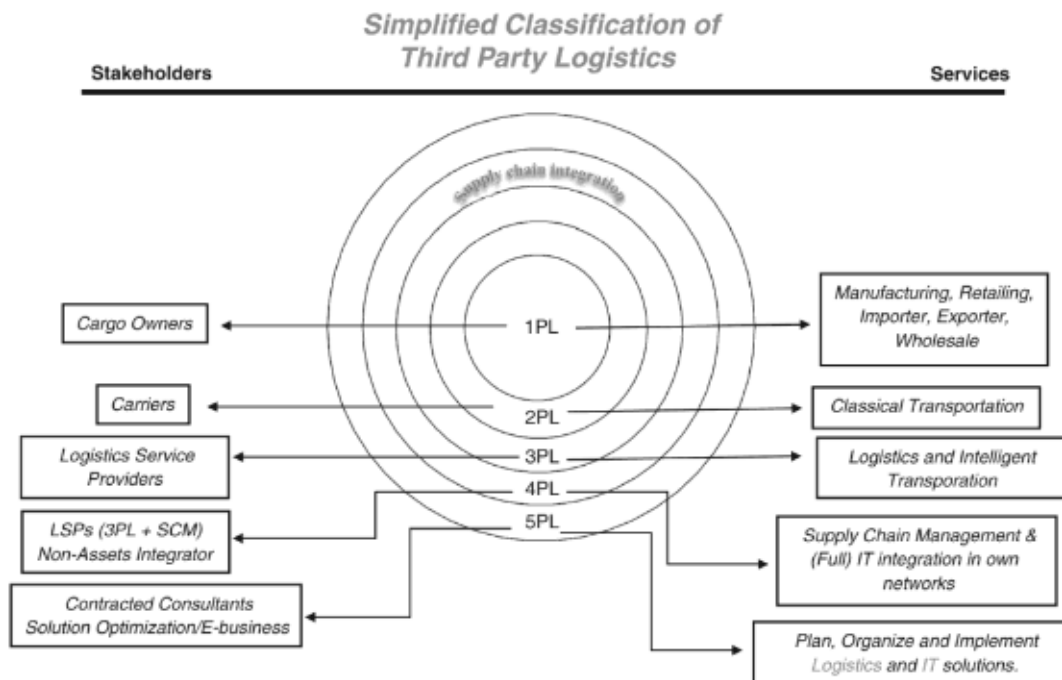 Simplified Classification of
Third Party Logistics
Stakeholders
Services
Supply chain integration
Cargo Owners
1PL
Manufacturing, Retailing,
Importer, Exporter,
Wholesale
Carriers
2PL
Classical Transportation
Logistics Service
Providers
3PL
Logistics and Intelligent
Transporation
LSPs (3PL + SCM)
Non-Assets Integrator
4PL
Supply Chain Management &
(Full) IT integration in own
networks
Contracted Consultants
Solution Optimization/E-business
5PL
Plan, Organize and Implement
Logistics and IT solutions.